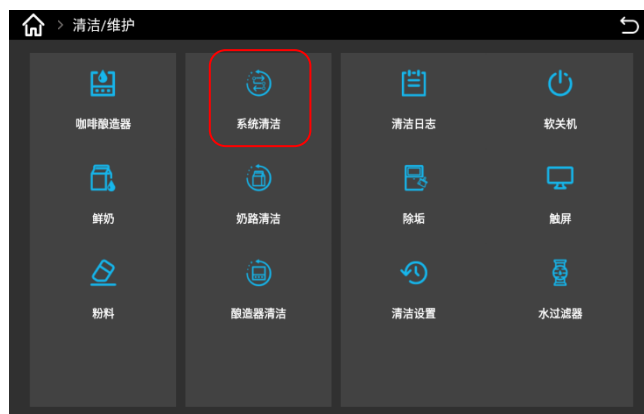 清洁/维护
咖啡酿造器
系统清洁
清洁日志
软关机
鲜奶
奶路清洁
除垢
触屏
粉料
酿造器清洁
清洁设置
水过滤器